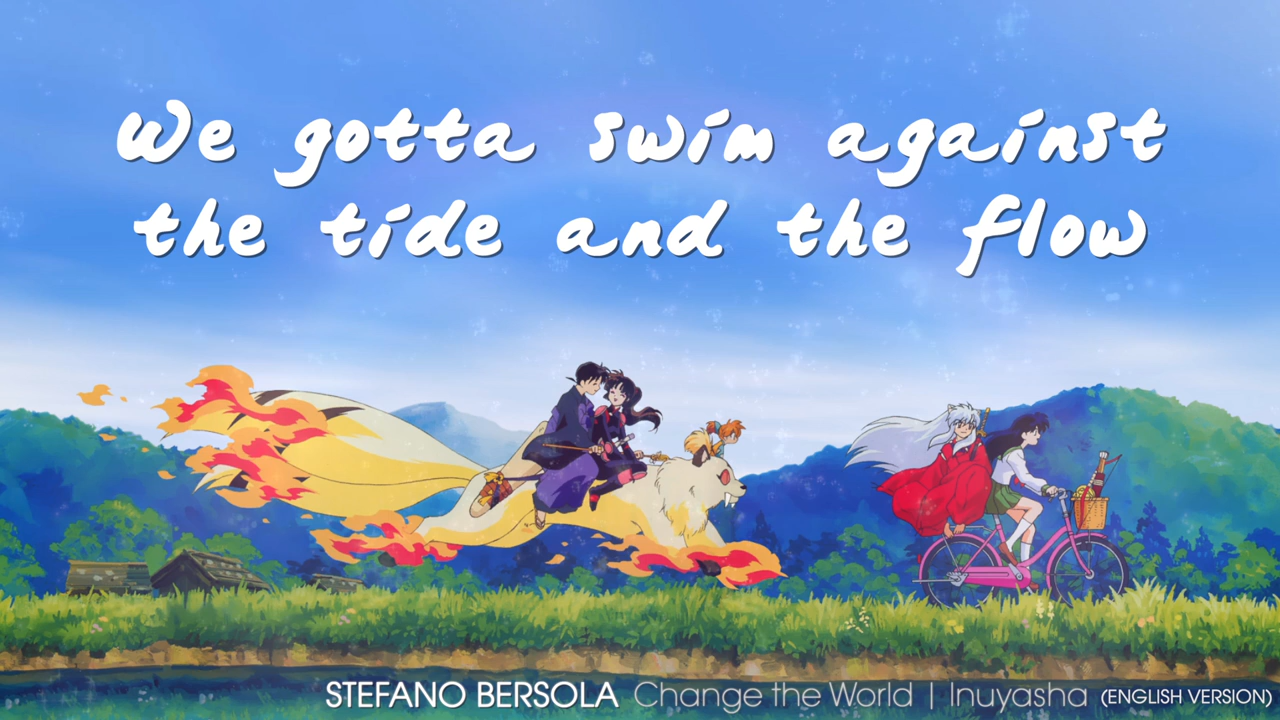 We gotta swim against
the tide and the flow
STEFANO BERSOLA Change the World | Inuyasha (ENGLISH VERSION)